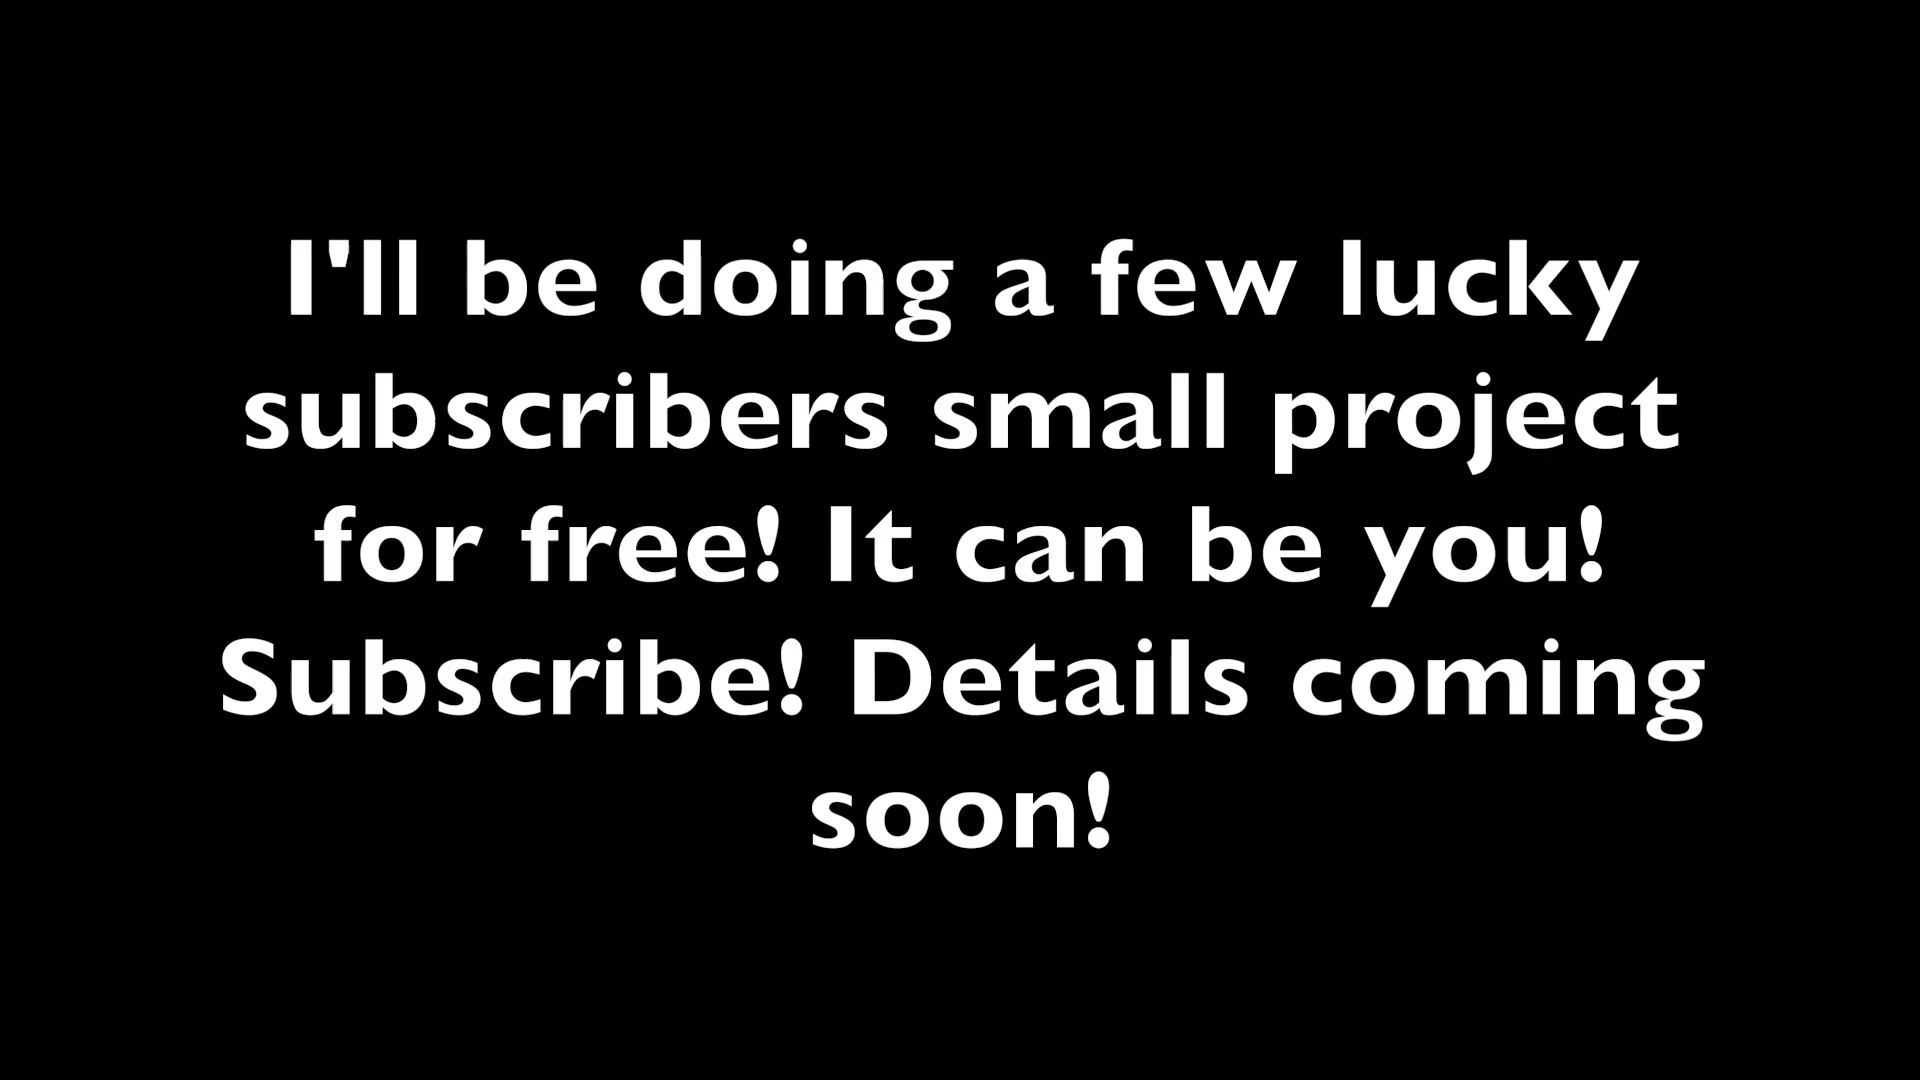 I'll be doing a few lucky
subscribers small project
for free! It can be you!
Subscribe! Details coming
soon!